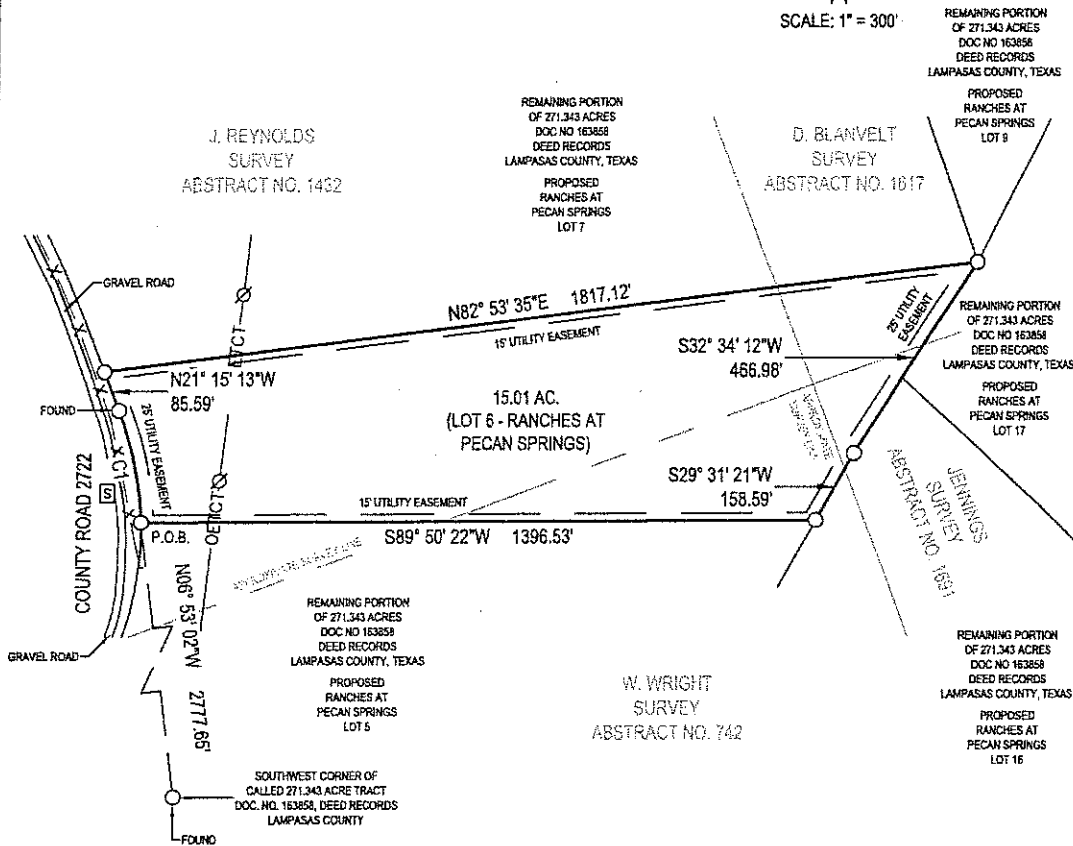 SCALE: 1" = 300'
REMAINING PORTION
OF 271.343 ACRES
DOC NO 163858
DEED RECORDS
LAMPASAS COUNTY, TEXAS
PROPOSED
RANCHES AT
PECAN SPRINGS
LOT 9
REMAINING PORTION
OF 271.343 ACRES
DOC NO 163858
DEED RECORDS
LAMPASAS COUNTY, TEXAS
PROPOSED
RANCHES AT
PECAN SPRINGS
LOT 7
J. REYNOLDS
SURVEY
ABSTRACT NO. 1432
D. BLANVELT
SURVEY
ABSTRACT NO. 1617
GRAVEL ROAD
N82° 53' 35"E 1817.12'
15' UTILITY EASEMENT
25' UTILITY
EASEMENT
REMAINING PORTION
OF 271.343 ACRES
DOC NO 163858
DEED RECORDS
LAMPASAS COUNTY, TEXAS
PROPOSED
RANCHES AT
PECAN SPRINGS
LOT 17
S32° 34' 12"W
466.98'
N21° 15' 13"W
85.59'
FOUND
25' UTILITY EASEMENT
15.01 AC.
(LOT 6 - RANCHES AT
PECAN SPRINGS)
C1
S
COUNTY ROAD 2722
OE
S29° 31' 21"W
158.59'
15' UTILITY EASEMENT
P.O.B.
S89° 50' 22"W 1396.53'
JENNINGS
SURVEY
ABSTRACT NO. 1691
APPROXIMATE SURVEY LINE
GRAVEL ROAD
N06° 53' 02"W 2777.65'
REMAINING PORTION
OF 271.343 ACRES
DOC NO 163858
DEED RECORDS
LAMPASAS COUNTY, TEXAS
PROPOSED
RANCHES AT
PECAN SPRINGS
LOT 5
W. WRIGHT
SURVEY
ABSTRACT NO. 742
REMAINING PORTION
OF 271.343 ACRES
DOC NO 163858
DEED RECORDS
LAMPASAS COUNTY, TEXAS
PROPOSED
RANCHES AT
PECAN SPRINGS
LOT 16
SOUTHWEST CORNER OF
CALLED 271.343 ACRE TRACT
DOC. NO. 163858, DEED RECORDS
LAMPASAS COUNTY
FOUND